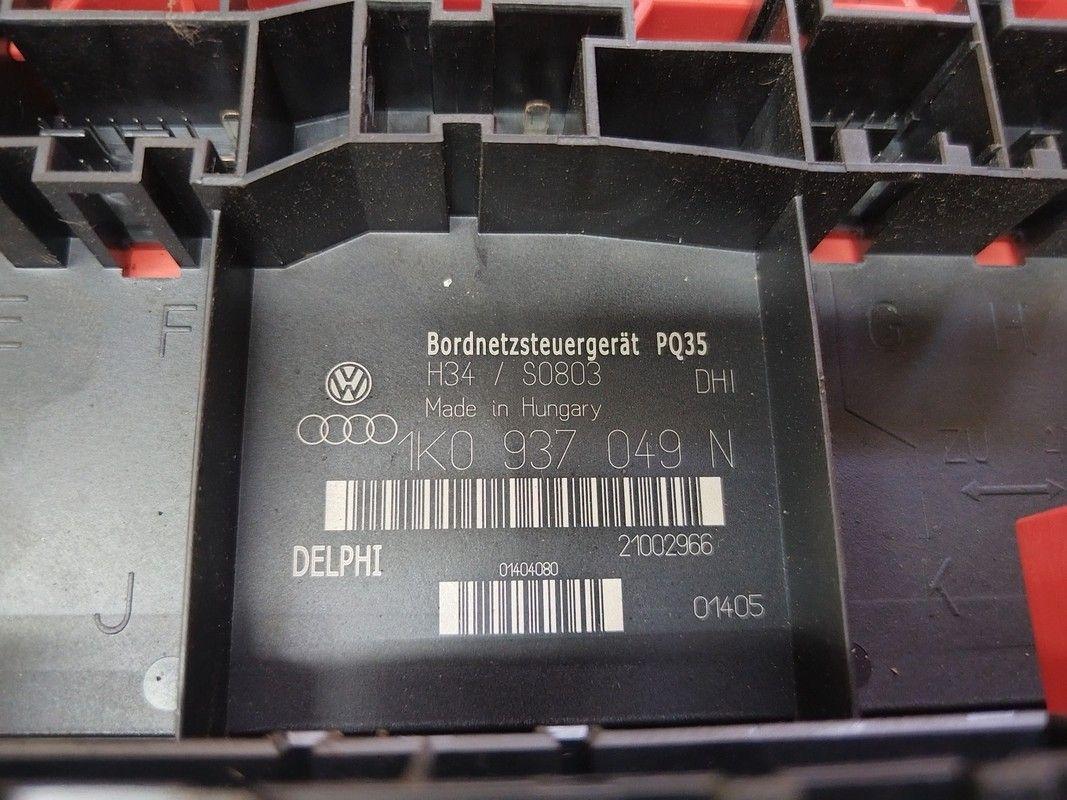 Bordnetzsteuergerät PQ35
H34 / S0803 DHI
Made in Hungary
1K0 937 049 N
21002966
DELPHI
01404080
01405
E
F
G
H
ZU
J
K